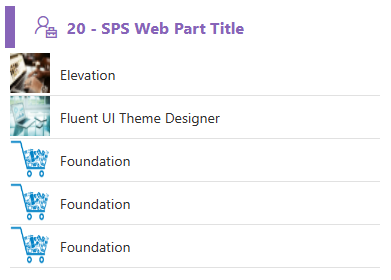 20 - SPS Web Part Title
Elevation
Fluent UI Theme Designer
Foundation
Foundation
Foundation